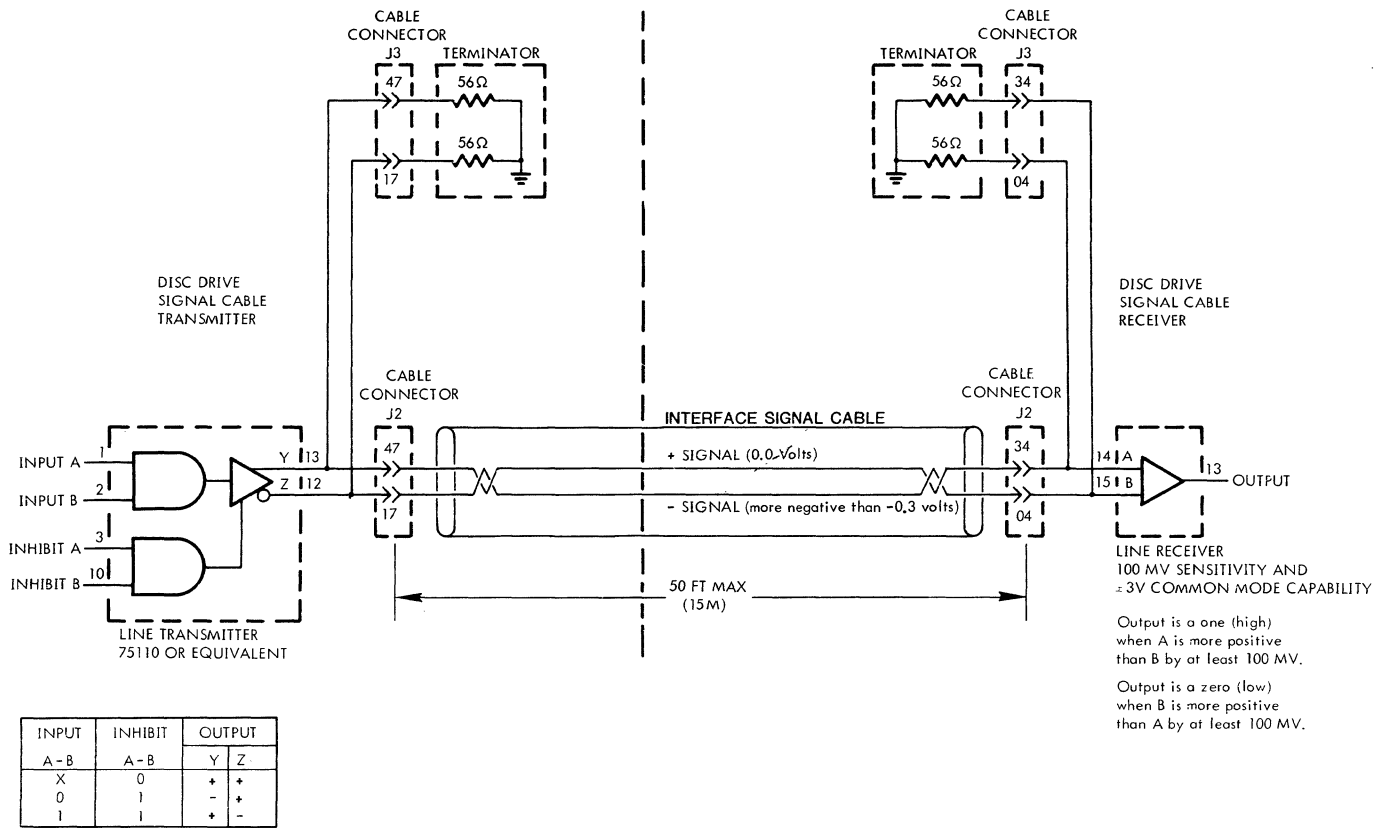 CABLE
CONNECTOR
J3
TERMINATOR
47
56Ω
56Ω
17
CABLE
CONNECTOR
J3
TERMINATOR
34
56Ω
56Ω
04
DISC DRIVE
SIGNAL CABLE
TRANSMITTER
DISC DRIVE
SIGNAL CABLE
RECEIVER
CABLE
CONNECTOR
J2
47
17
CABLE
CONNECTOR
J2
34
04
INTERFACE SIGNAL CABLE
+ SIGNAL (0.0 Volts)
- SIGNAL (more negative than -0.3 volts)
INPUT A 1
INPUT B 2
INHIBIT A 3
INHIBIT B 10
Y 13
Z 12
14 A
15 B
13 OUTPUT
50 FT MAX
(15M)
LINE TRANSMITTER
75110 OR EQUIVALENT
LINE RECEIVER
100 MV SENSITIVITY AND
±3V COMMON MODE CAPABILITY
Output is a one (high)
when A is more positive
than B by at least 100 MV.
Output is a zero (low)
when B is more positive
than A by at least 100 MV.
INPUT INHIBIT OUTPUT
A-B A-B Y Z
X 0 + +
0 1 - +
1 1 + -